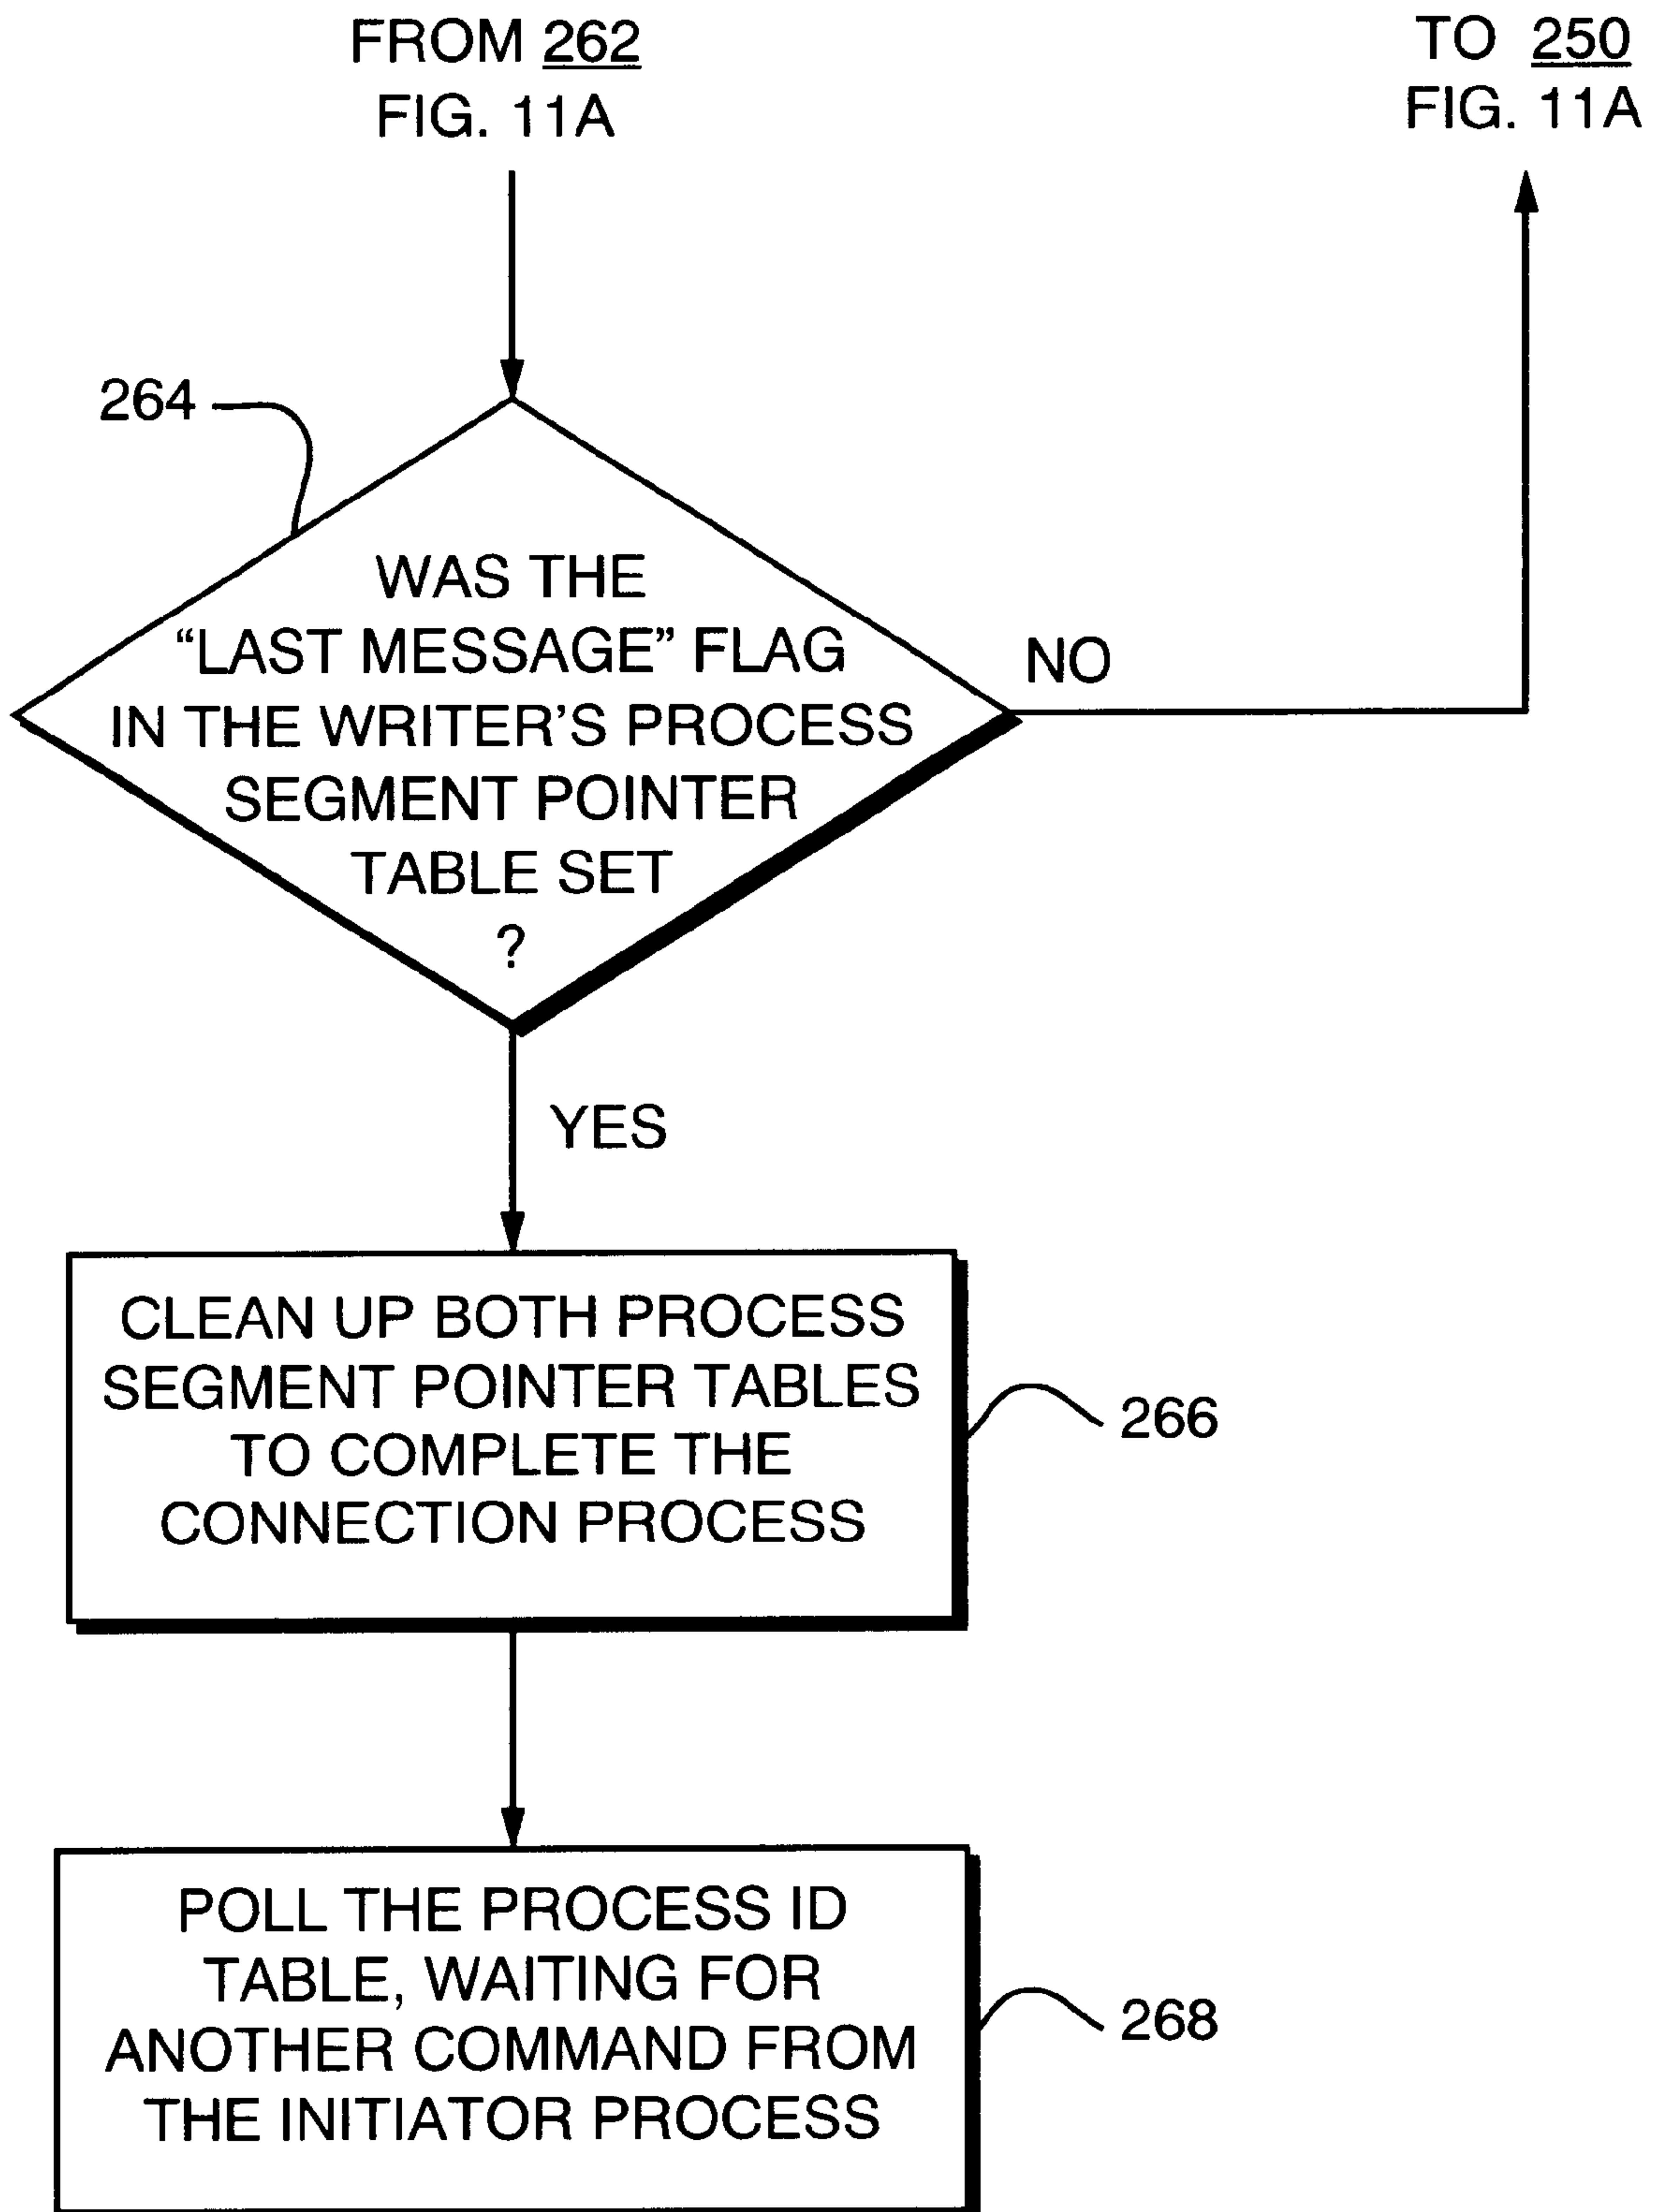 FROM 262
FIG. 11A
TO 250
FIG. 11A
264
WAS THE
“LAST MESSAGE” FLAG
IN THE WRITER’S PROCESS
SEGMENT POINTER
TABLE SET
?
NO
YES
CLEAN UP BOTH PROCESS
SEGMENT POINTER TABLES
TO COMPLETE THE
CONNECTION PROCESS
266
POLL THE PROCESS ID
TABLE, WAITING FOR
ANOTHER COMMAND FROM
THE INITIATOR PROCESS
268